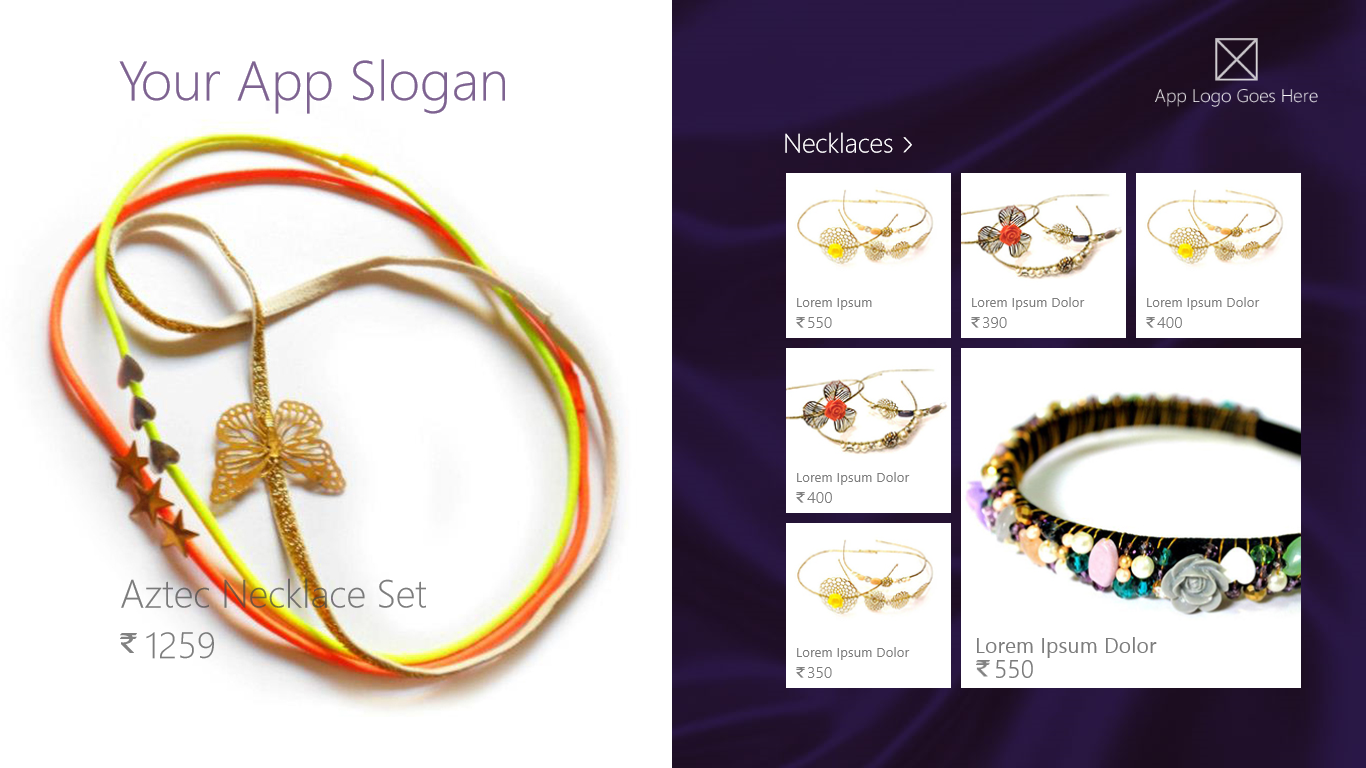 Your App Slogan
Aztec Necklace Set
₹ 1259
App Logo Goes Here
Necklaces >
Lorem Ipsum
₹ 550
Lorem Ipsum Dolor
₹ 390
Lorem Ipsum Dolor
₹ 400
Lorem Ipsum Dolor
₹ 400
Lorem Ipsum Dolor
₹ 350
Lorem Ipsum Dolor
₹ 550